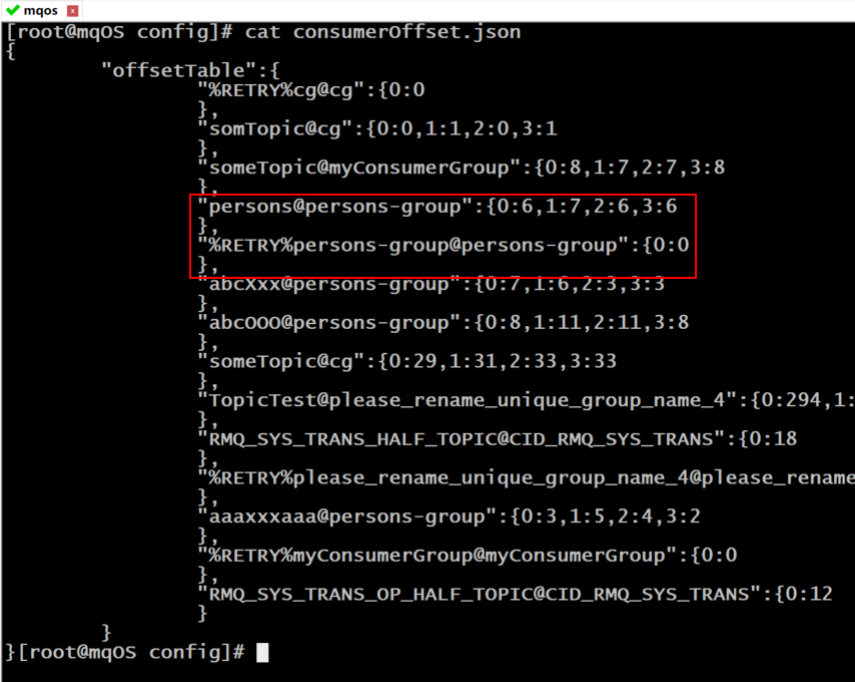 mqos
[root@mqOS config]# cat consumerOffset.json
{
"offsetTable":{
"%RETRY%cg@cg":{0:0
},
"somTopic@cg":{0:0,1:1,2:0,3:1
},
"someTopic@myConsumerGroup":{0:8,1:7,2:7,3:8
},
"persons@persons-group":{0:6,1:7,2:6,3:6
},
"%RETRY%persons-group@persons-group":{0:0
},
"abcXxx@persons-group":{0:7,1:6,2:3,3:3
},
"abcOOO@persons-group":{0:8,1:11,2:11,3:8
},
"someTopic@cg":{0:29,1:31,2:33,3:33
},
"TopicTest@please_rename_unique_group_name_4":{0:294,1:
},
"RMQ_SYS_TRANS_HALF_TOPIC@CID_RMQ_SYS_TRANS":{0:18
},
"%RETRY%please_rename_unique_group_name_4@please_rename
},
"aaaxxxaaa@persons-group":{0:3,1:5,2:4,3:2
},
"%RETRY%myConsumerGroup@myConsumerGroup":{0:0
},
"RMQ_SYS_TRANS_OP_HALF_TOPIC@CID_RMQ_SYS_TRANS":{0:12
}
}
}[root@mqOS config]#